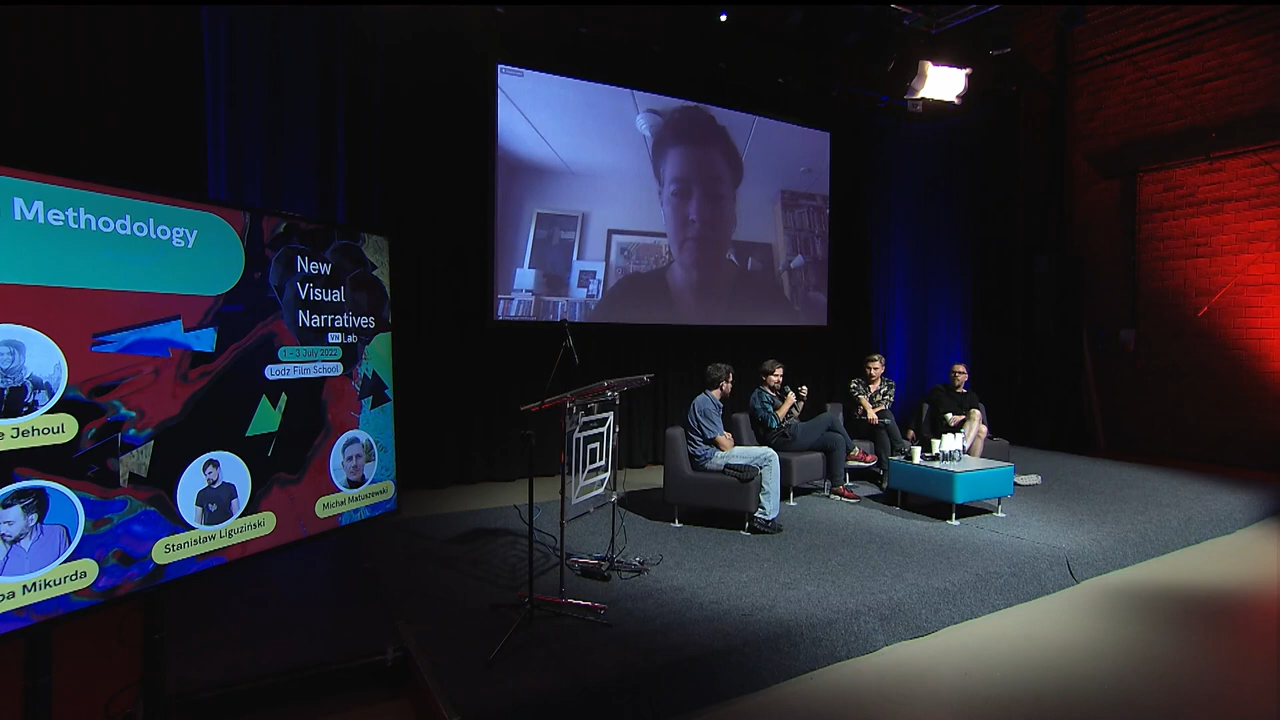 Methodology
New
Visual
Narratives
VN Lab
1 - 3 July 2022
Lodz Film School
e Jehoul
Michał Matuszewski
Stanisław Liguziński
ba Mikurda